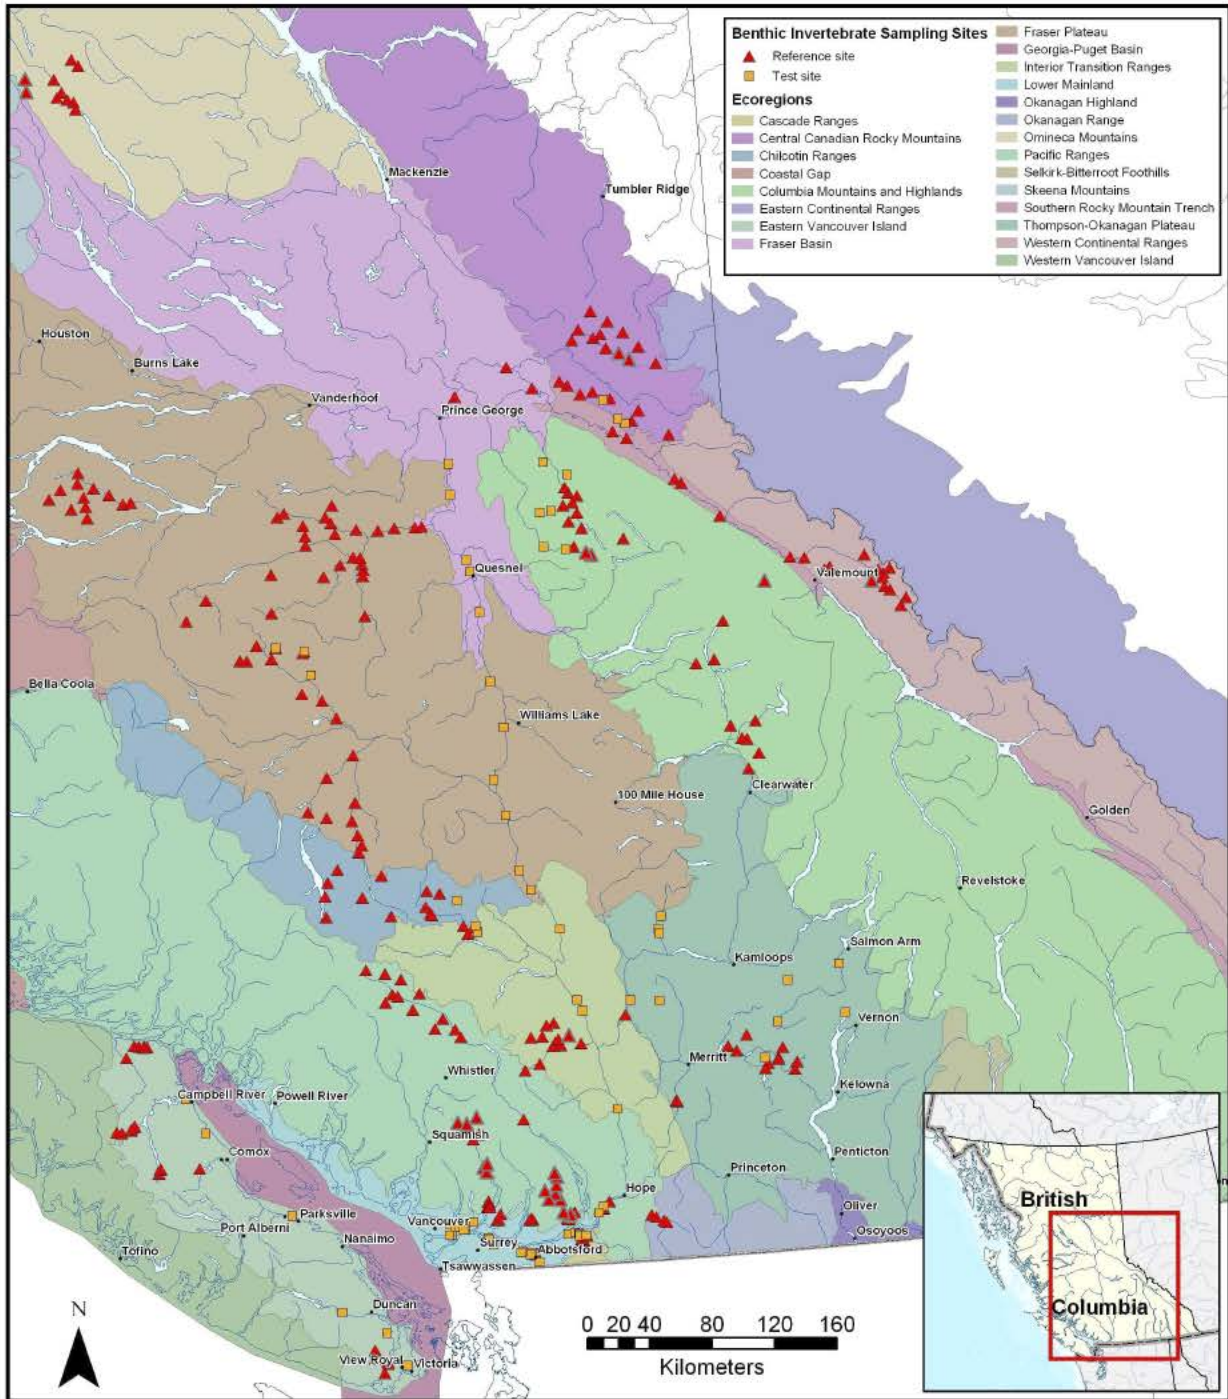 Benthic Invertebrate Sampling Sites
Reference site
Test site
Ecoregions
Cascade Ranges
Central Canadian Rocky Mountains
Chilcotin Ranges
Coastal Gap
Columbia Mountains and Highlands
Eastern Continental Ranges
Eastern Vancouver Island
Fraser Basin
Fraser Plateau
Georgia-Puget Basin
Interior Transition Ranges
Lower Mainland
Okanagan Highland
Okanagan Range
Omineca Mountains
Pacific Ranges
Selkirk-Bitterroot Foothills
Skeena Mountains
Southern Rocky Mountain Trench
Thompson-Okanagan Plateau
Western Continental Ranges
Western Vancouver Island
Mackenzie
Tumbler Ridge
Houston
Burns Lake
Vanderhoof
Prince George
Quesnel
Valemount
Bella Coola
Williams Lake
100 Mile House
Clearwater
Golden
Revelstoke
Salmon Arm
Kamloops
Vernon
Merritt
Whistler
Kelowna
Campbell River
Powell River
Squamish
Comox
Penticton
Princeton
Hope
Oliver
Parksville
Port Alberni
Vancouver
Osoyoos
Nanaimo
Surrey
Abbotsford
Tofino
Tsawwassen
Duncan
View Royal
Victoria
N
0 20 40 80 120 160
Kilometers
British
Columbia